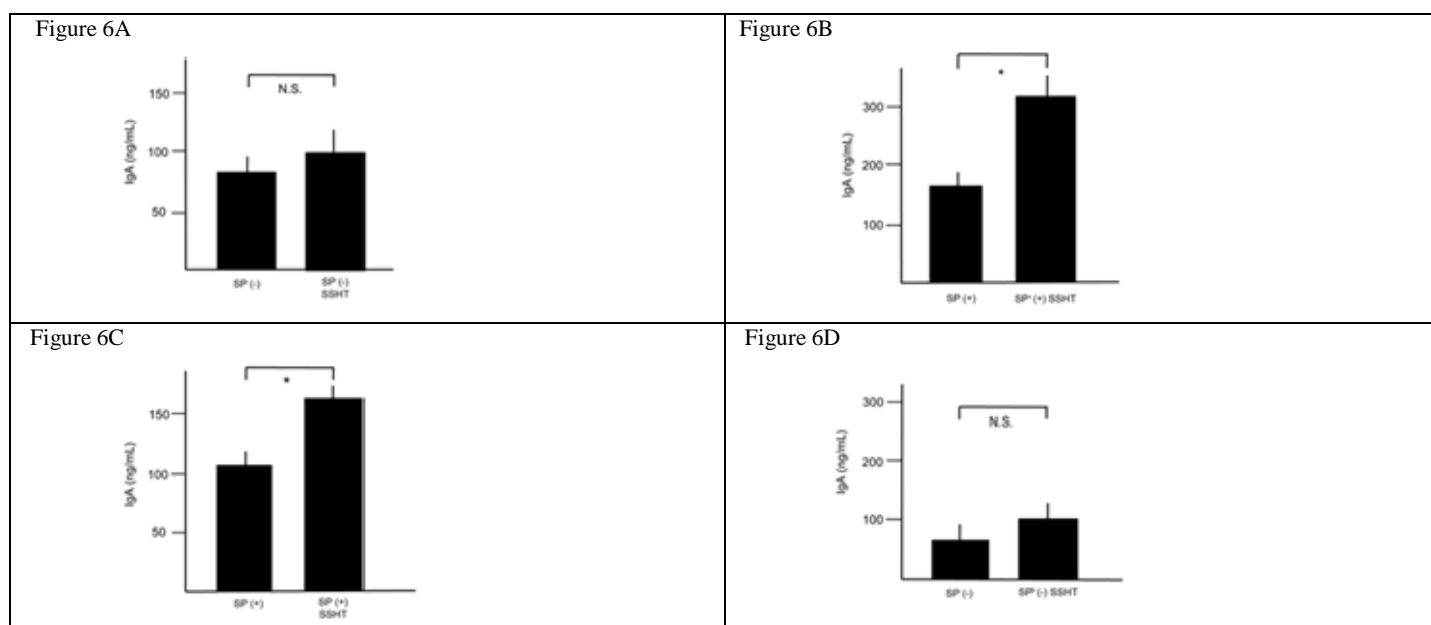 Figure 6A
150
100
50
IgA (ng/mL)
N.S.
SP (-)
SP (-)
SSHT
Figure 6B
300
200
100
IgA (ng/mL)
*
SP (+)
SP' (+) SSHT
Figure 6C
150
100
50
IgA (ng/mL)
*
SP (+)
SP (+)
SSHT
Figure 6D
300
200
100
IgA (ng/mL)
N.S.
SP (-)
SP' (-) SSHT